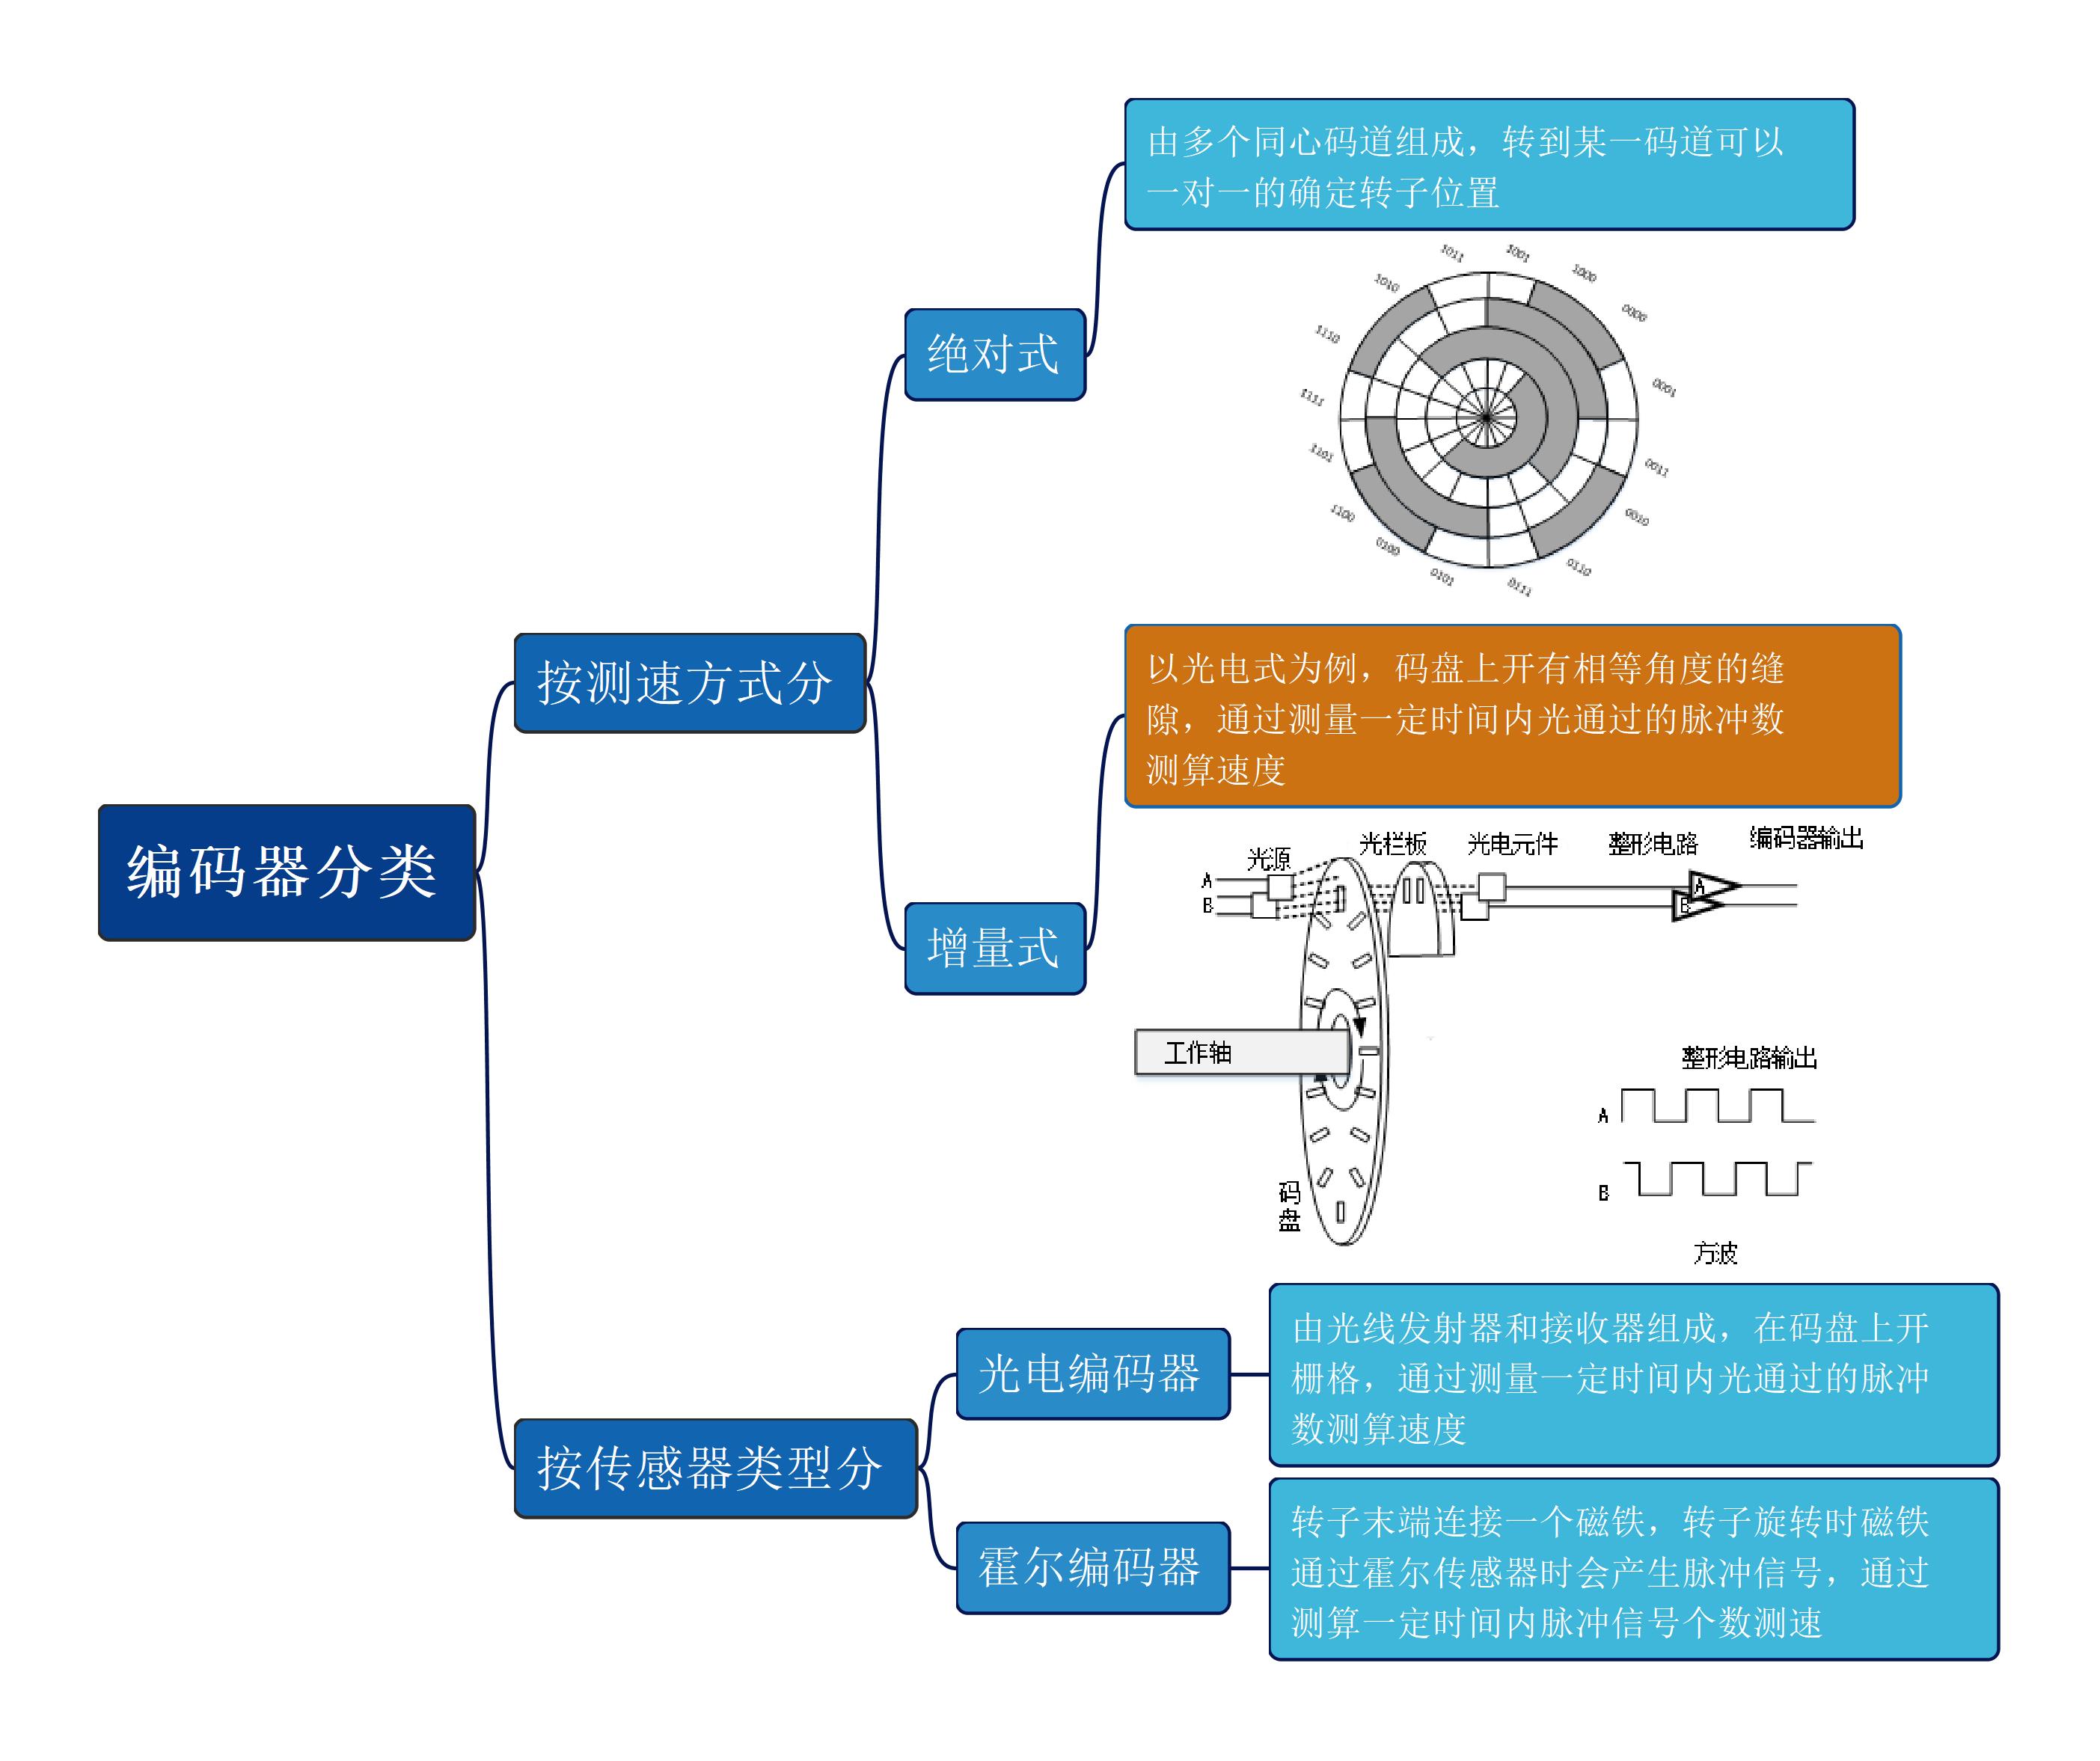 由多个同心码道组成，转到某一码道可以
一对一的确定转子位置
1011
1001
1000
1010
0000
1110
0001
1111
1101
0011
1100
0010
0100
0110
0101
0111
绝对式
按测速方式分
以光电式为例，码盘上开有相等角度的缝
隙，通过测量一定时间内光通过的脉冲数
测算速度
编码器分类
增量式
光源
光栏板
光电元件
整形电路
编码器输出
A
B
A
B
工作轴
整形电路输出
A
B
码
盘
方波
按传感器类型分
光电编码器
由光线发射器和接收器组成，在码盘上开
栅格，通过测量一定时间内光通过的脉冲
数测算速度
霍尔编码器
转子末端连接一个磁铁，转子旋转时磁铁
通过霍尔传感器时会产生脉冲信号，通过
测算一定时间内脉冲信号个数测速